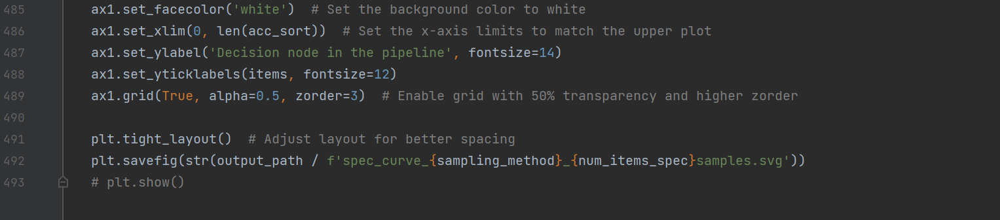 485 ax1.set_facecolor('white')  # Set the background color to white
486 ax1.set_xlim(0, len(acc_sort))  # Set the x-axis limits to match the upper plot
487 ax1.set_ylabel('Decision node in the pipeline', fontsize=14)
488 ax1.set_yticklabels(items, fontsize=12)
489 ax1.grid(True, alpha=0.5, zorder=3)  # Enable grid with 50% transparency and higher zorder
490
491 plt.tight_layout()  # Adjust layout for better spacing
492 plt.savefig(str(output_path / f'spec_curve_{sampling_method}_{num_items_spec}samples.svg'))
493 # plt.show()